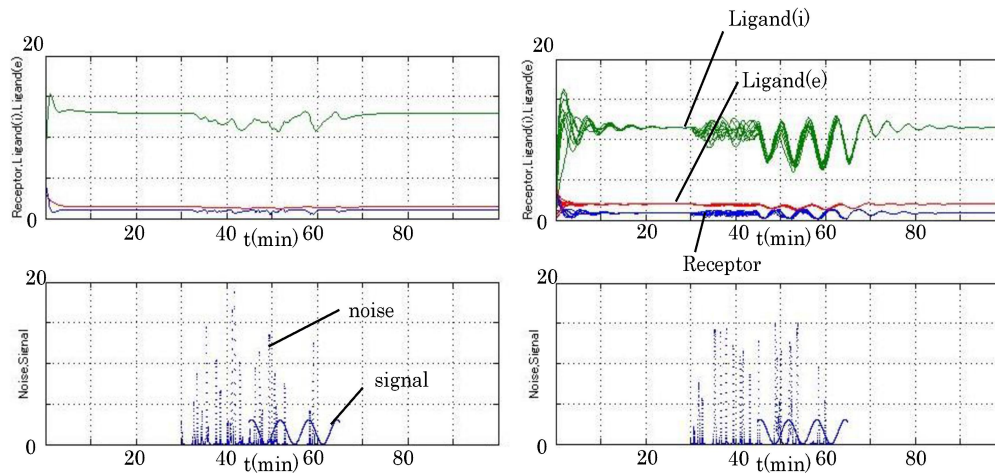 20
Receptor,Ligand(i),Ligand(e)
0
20
40
60
80
t(min)
Ligand(i)
Ligand(e)
20
Receptor,Ligand(i),Ligand(e)
0
20
40
60
80
t(min)
Receptor
20
Noise,Signal
0
noise
signal
20
40
60
80
t(min)
20
Noise,Signal
0
20
40
60
80
t(min)